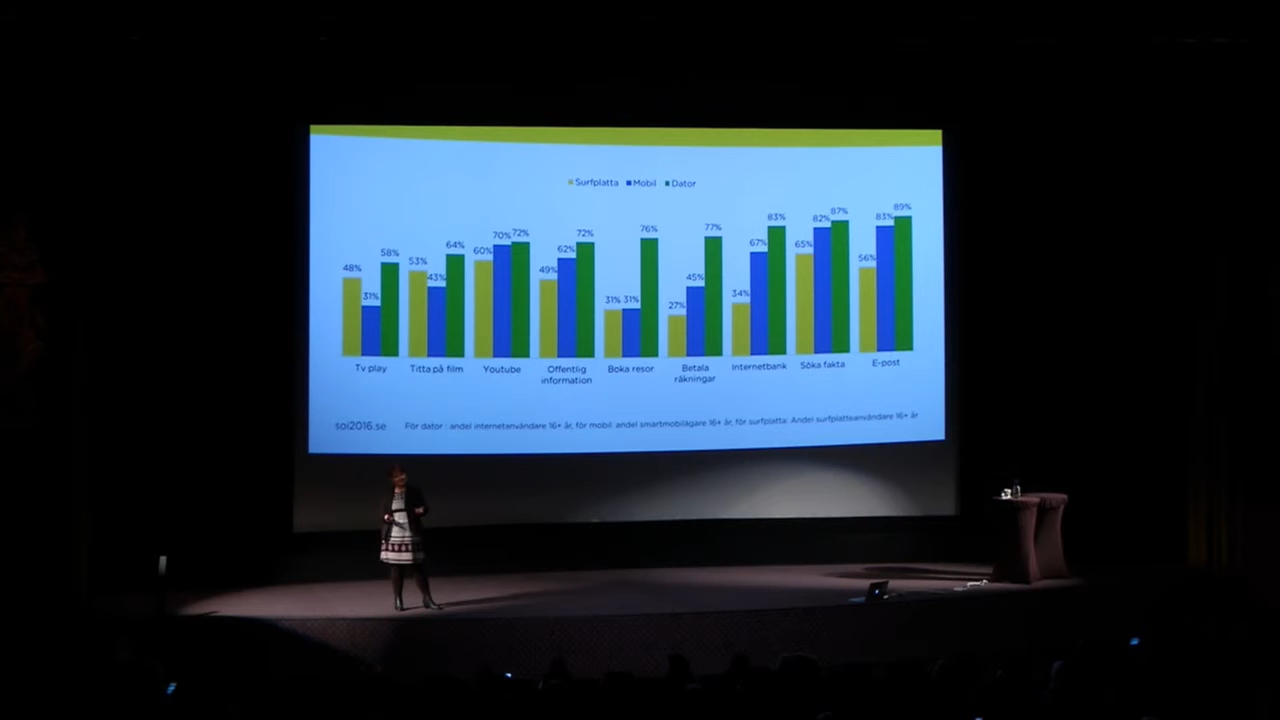 Surfplatta Mobil Dator
48% 31% 58%
53% 43% 64%
60% 70% 72%
49% 62% 72%
31% 31% 76%
27% 45% 77%
34% 67% 83%
65% 82% 87%
56% 83% 89%
Tv play
Titta på film
Youtube
Offentlig
information
Boka resor
Betala
räkningar
Internetbank
Söka fakta
E-post
soi2016.se
För dator : andel internetanvändare 16+ år, för mobil: andel smartmobilägare 16+ år, för surfplatta: Andel surfplatteanvändare 16+ år